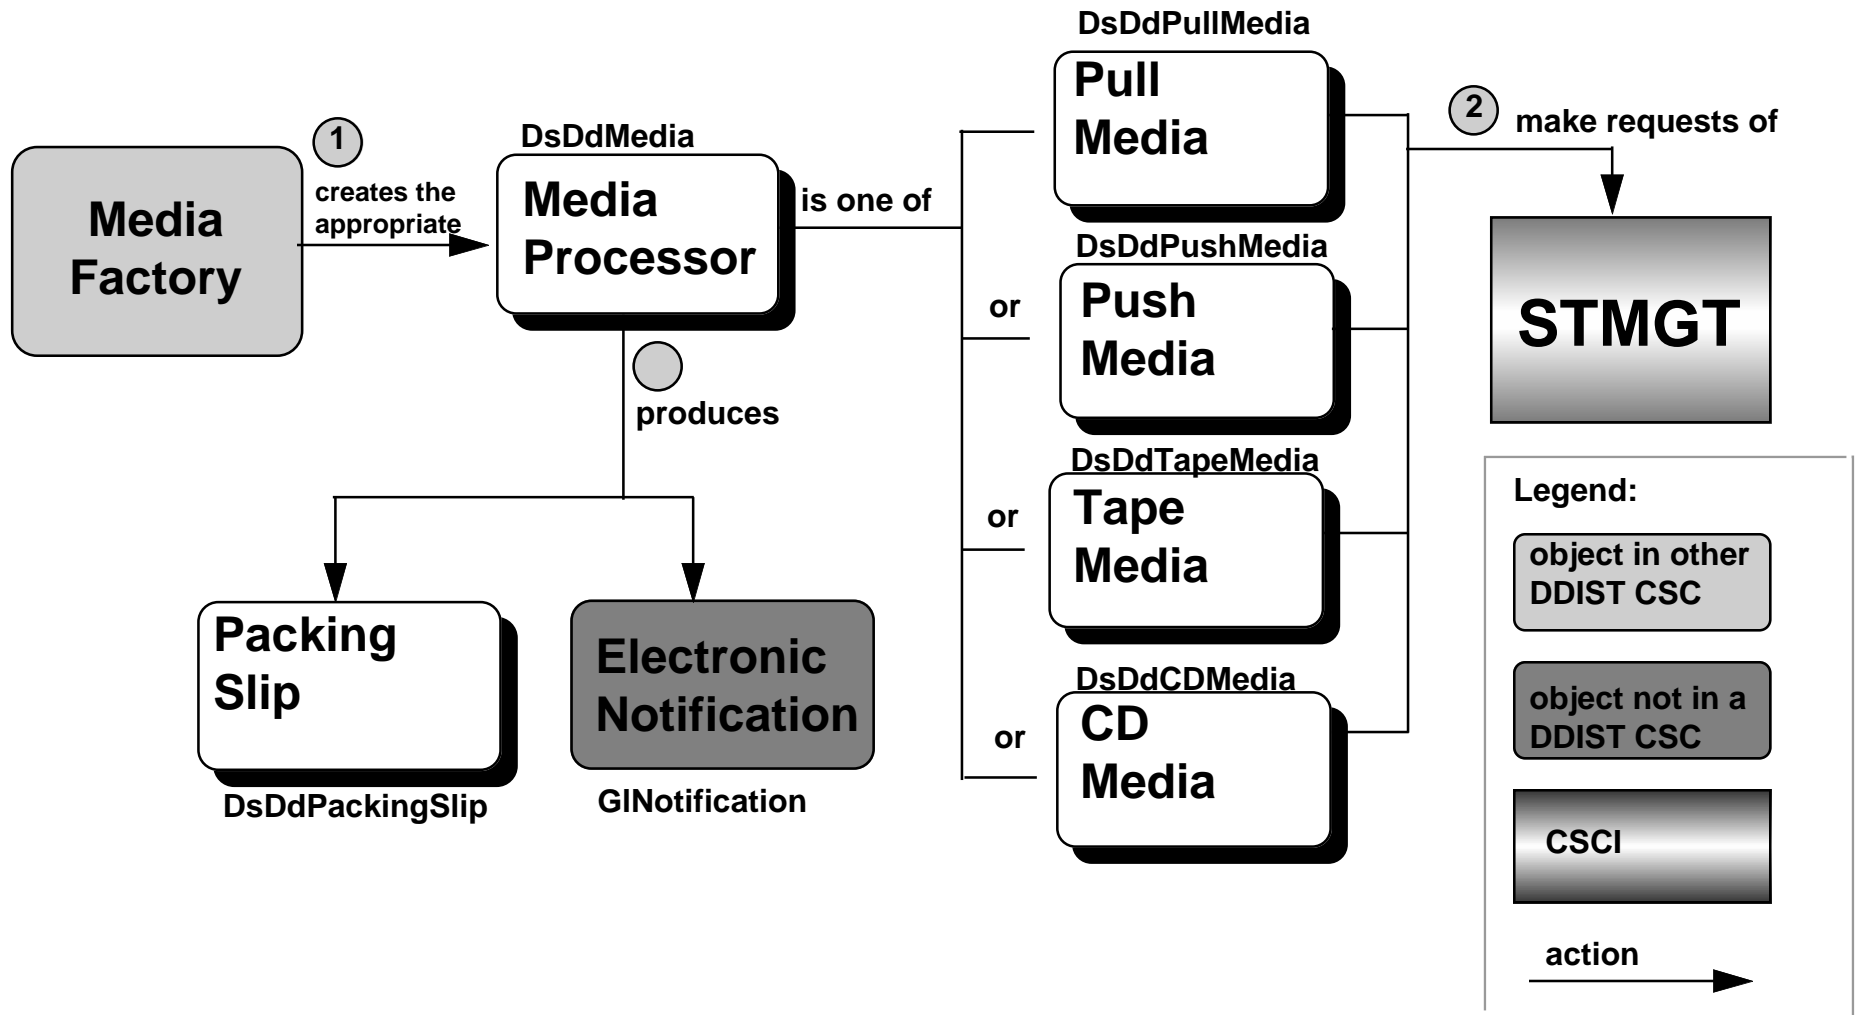 DsDdPullMedia
Pull
Media
2
make requests of
1
creates the
appropriate
DsDdMedia
Media
Processor
is one of
Media
Factory
DsDdPushMedia
Push
Media
or
STMGT
produces
DsDdTapeMedia
Tape
Media
or
Packing
Slip
DsDdPackingSlip
Electronic
Notification
GlNotification
DsDdCDMedia
CD
Media
or
Legend:
object in other
DDIST CSC
object not in a
DDIST CSC
CSCI
action